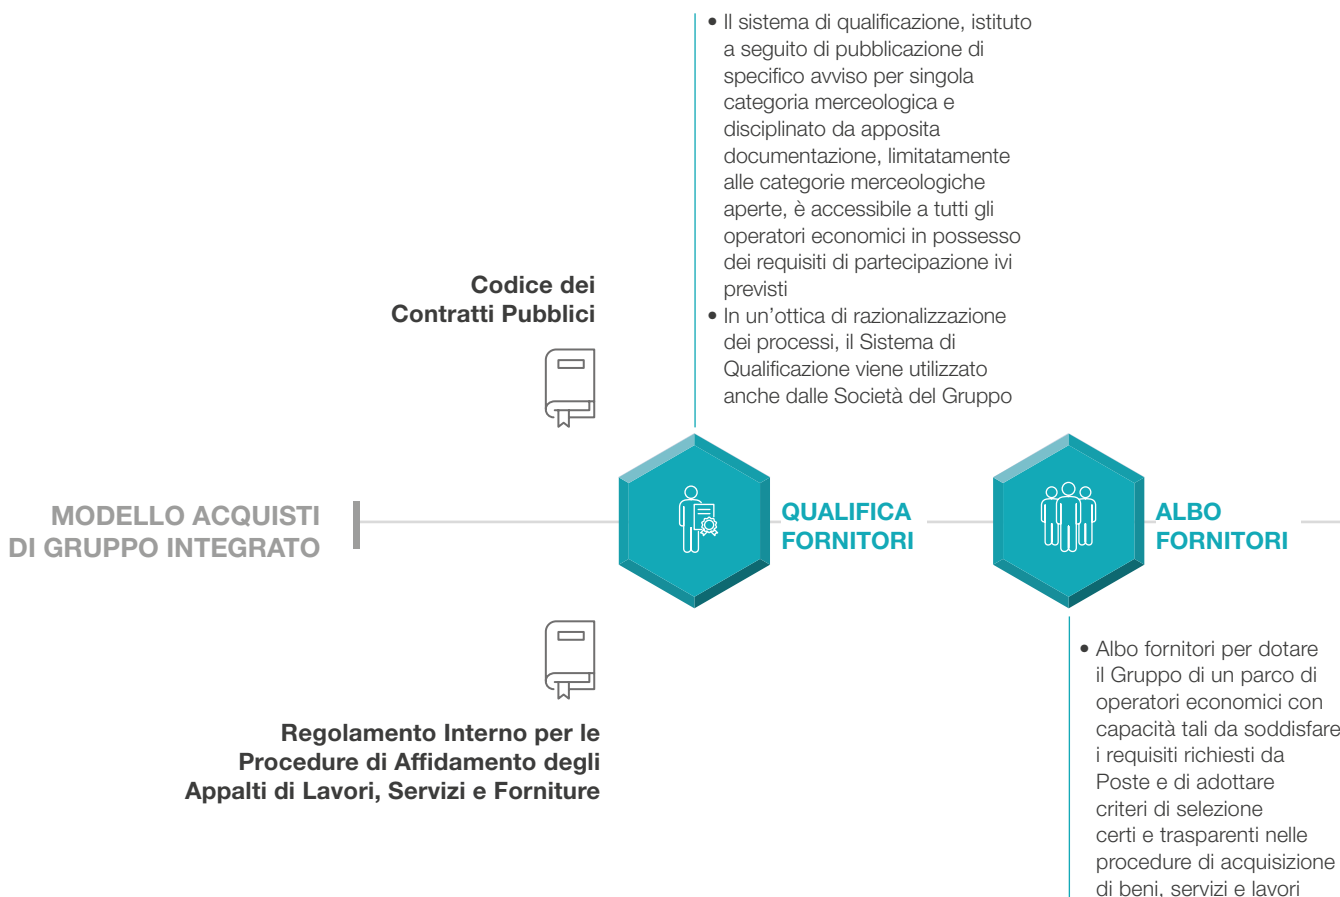 • Il sistema di qualificazione, istituto
a seguito di pubblicazione di
specifico avviso per singola
categoria merceologica e
disciplinato da apposita
documentazione, limitatamente
alle categorie merceologiche
aperte, è accessibile a tutti gli
operatori economici in possesso
dei requisiti di partecipazione ivi
previsti
• In un’ottica di razionalizzazione
dei processi, il Sistema di
Qualificazione viene utilizzato
anche dalle Società del Gruppo
Codice dei
Contratti Pubblici
MODELLO ACQUISTI
DI GRUPPO INTEGRATO
QUALIFICA
FORNITORI
ALBO
FORNITORI
Regolamento Interno per le
Procedure di Affidamento degli
Appalti di Lavori, Servizi e Forniture
• Albo fornitori per dotare
il Gruppo di un parco di
operatori economici con
capacità tali da soddisfare
i requisiti richiesti da
Poste e di adottare
criteri di selezione
certi e trasparenti nelle
procedure di acquisizione
di beni, servizi e lavori